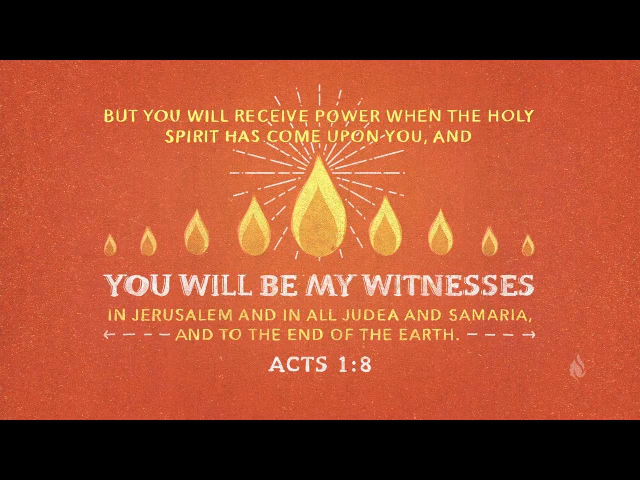 BUT YOU WILL RECEIVE POWER WHEN THE HOLY
SPIRIT HAS COME UPON YOU, AND
YOU WILL BE MY WITNESSES
IN JERUSALEM AND IN ALL JUDEA AND SAMARIA,
AND TO THE END OF THE EARTH.
ACTS 1:8